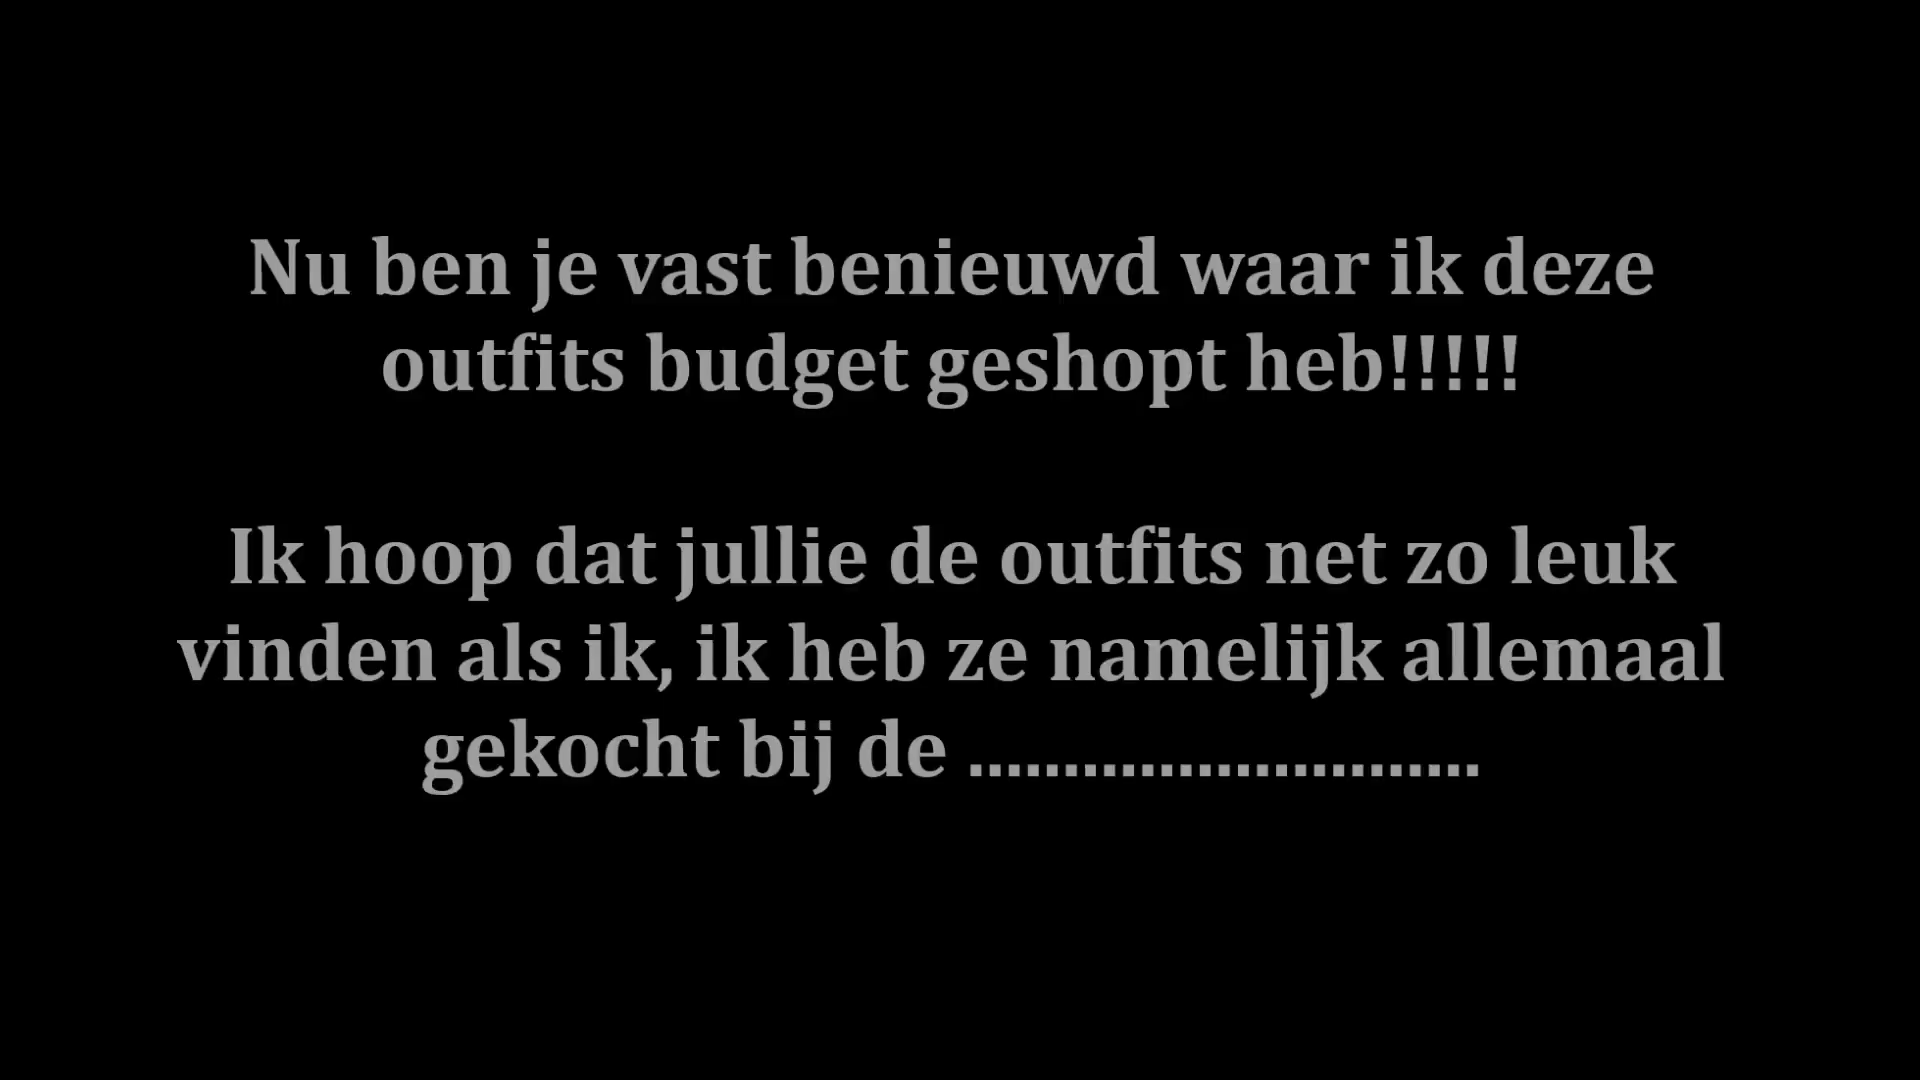 Nu ben je vast benieuwd waar ik deze
outfits budget geshopt heb!!!!!
Ik hoop dat jullie de outfits net zo leuk
vinden als ik, ik heb ze namelijk allemaal
gekocht bij de ...........................